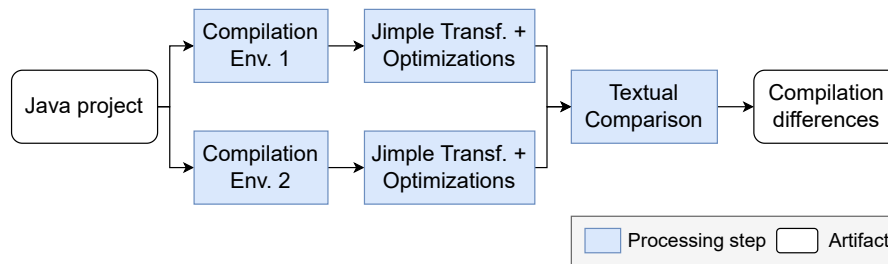 Java project
Compilation
Env. 1
Jimple Transf. +
Optimizations
Compilation
Env. 2
Jimple Transf. +
Optimizations
Textual
Comparison
Compilation
differences
Processing step
Artifact